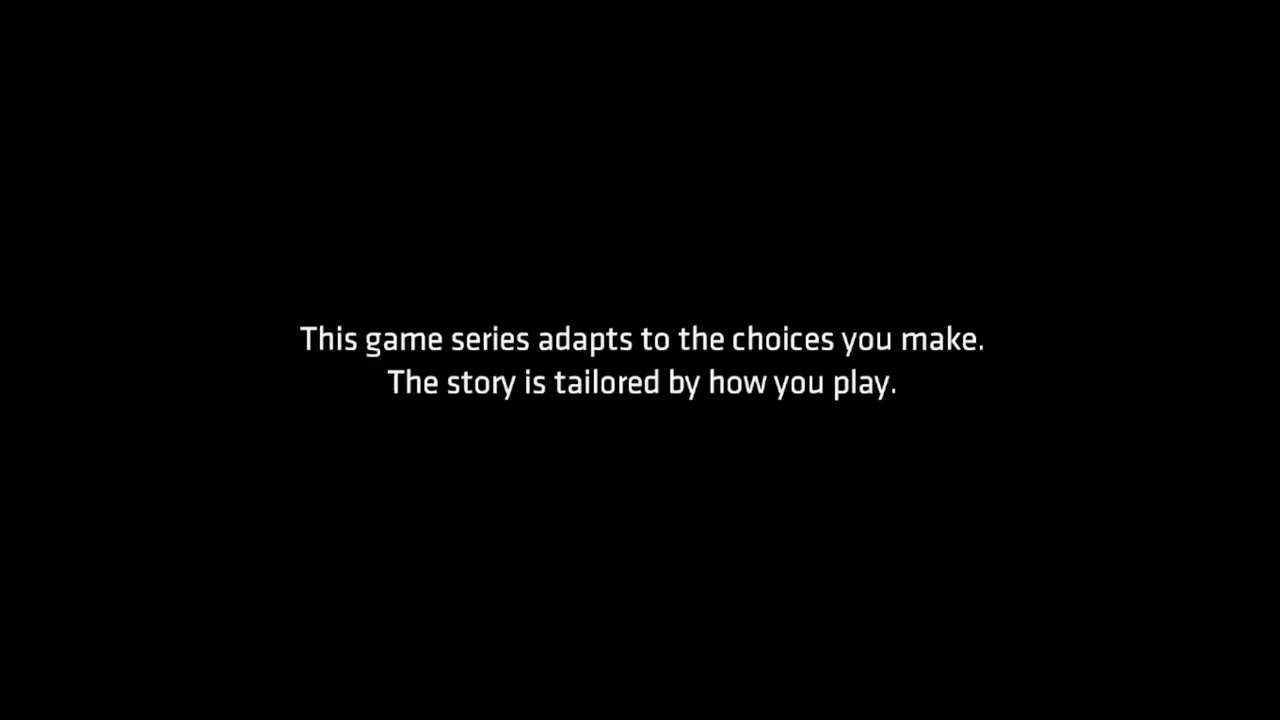 This game series adapts to the choices you make.
The story is tailored by how you play.